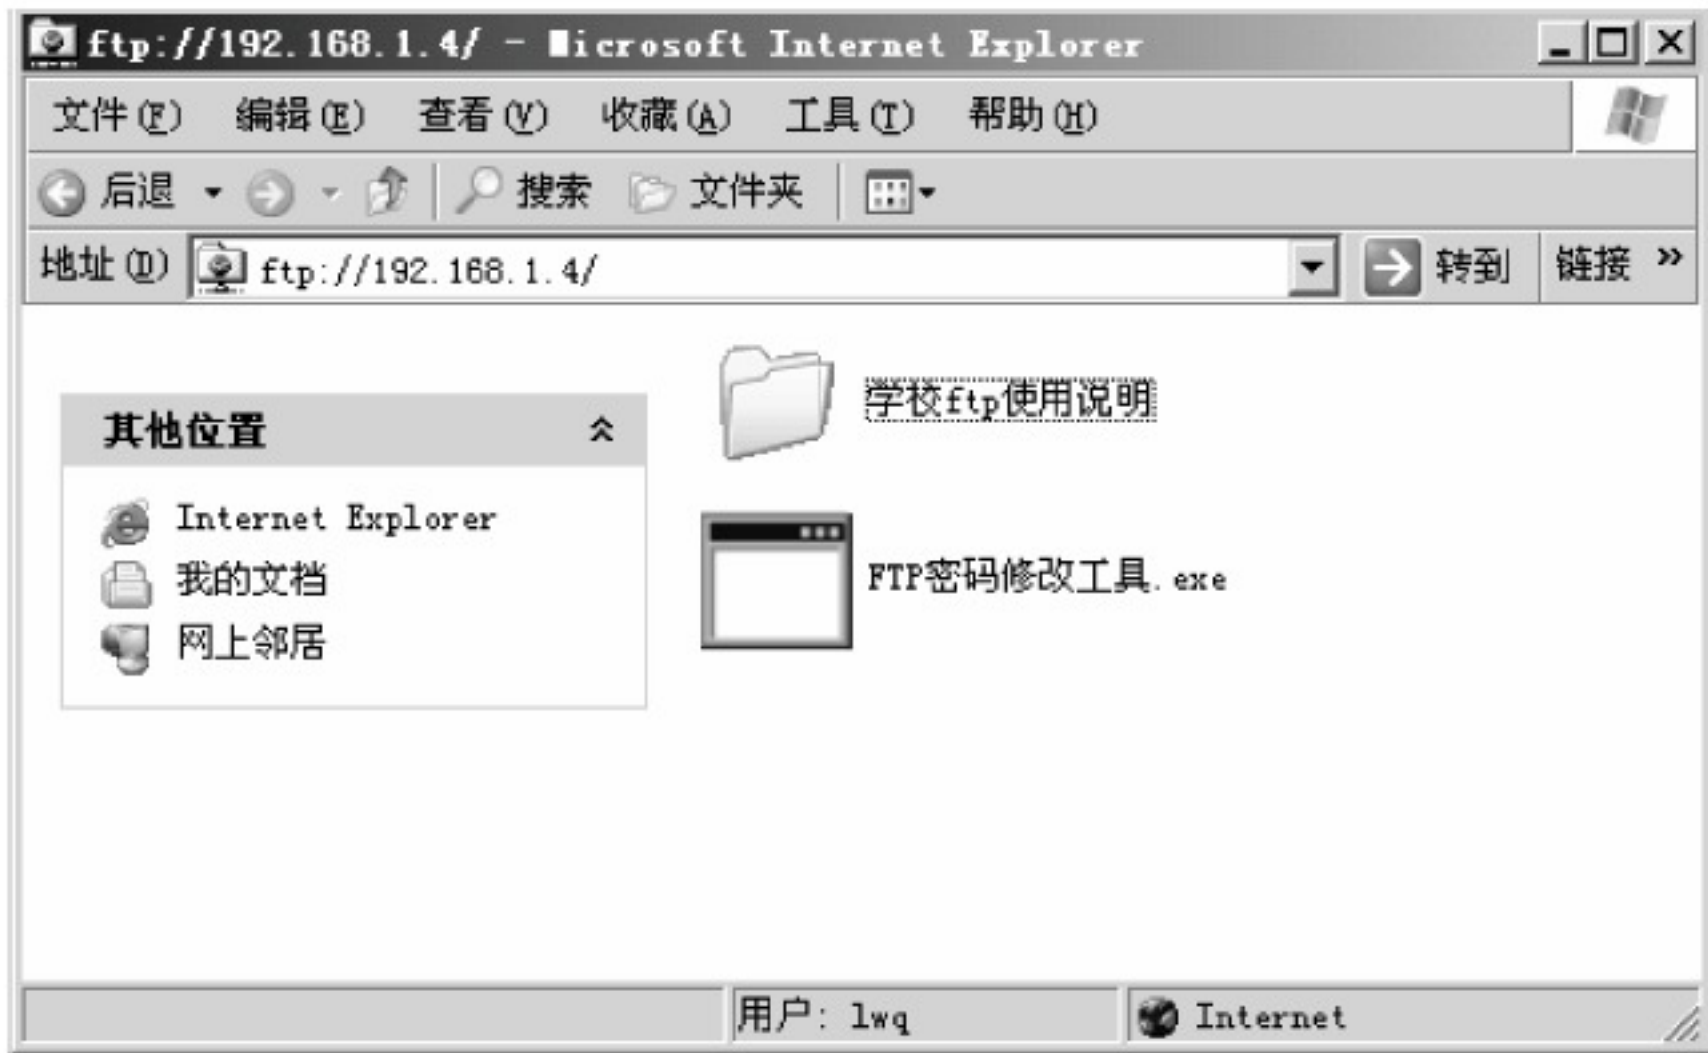 ftp://192.168.1.4/ - Microsoft Internet Explorer
文件(F) 编辑(E) 查看(V) 收藏(A) 工具(T) 帮助(H)
后退 搜索 文件夹
地址(D) ftp://192.168.1.4/ 转到 链接 »
其他位置
Internet Explorer
我的文档
网上邻居
学校ftp使用说明
FTP密码修改工具.exe
用户: lwq Internet